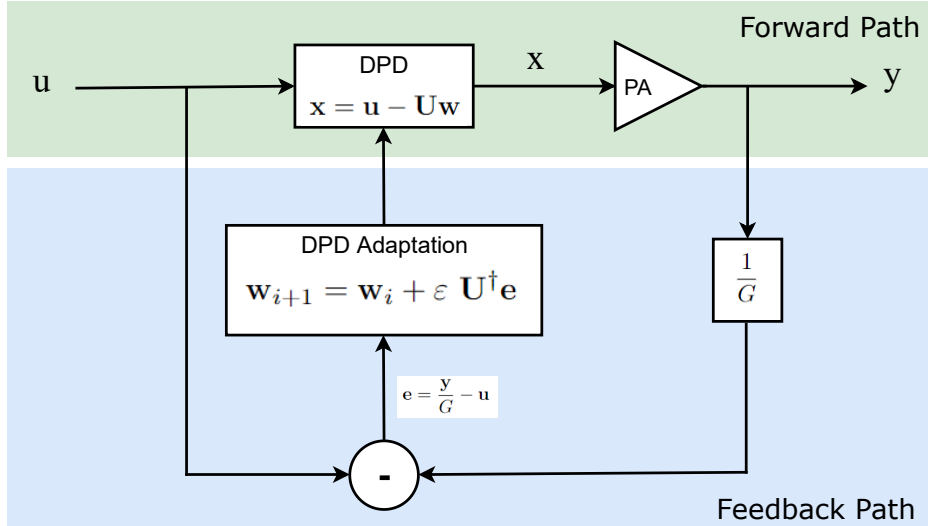 Forward Path
u
DPD
x = u − Uw
x
PA
y
DPD Adaptation
w_{i+1} = w_i + ε U^†e
1/G
e = y/G − u
-
Feedback Path